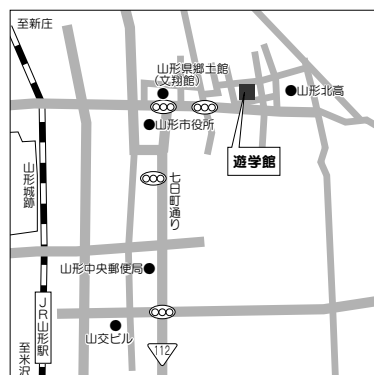 至新庄
山形県郷土館
(文翔館)
山形北高
山形市役所
遊学館
七日町通り
山形城跡
山形中央郵便局
JR山形駅
山交ビル
112
至米沢